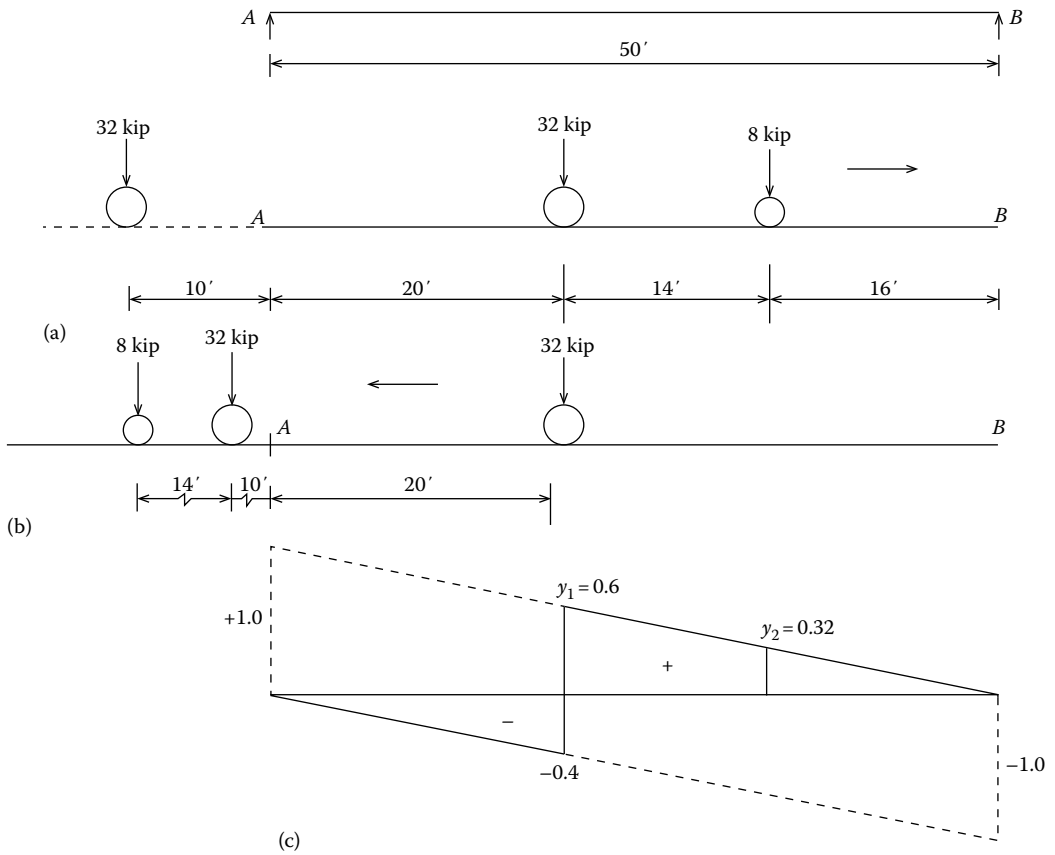 A B
50′
32 kip 32 kip 8 kip
A B
10′ 20′ 14′ 16′
(a)
8 kip 32 kip 32 kip
A B
14′ 10′ 20′
(b)
y1 = 0.6
+1.0 y2 = 0.32
+
–
–0.4 –1.0
(c)